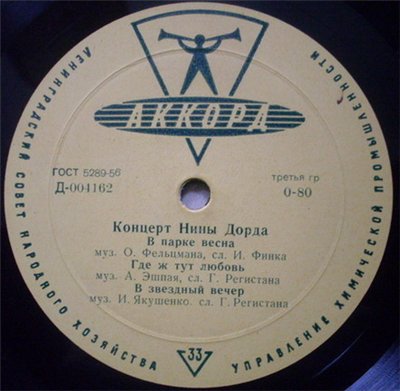 ЛЕНИНГРАДСКИЙ СОВЕТ НАРОДНОГО ХОЗЯЙСТВА
УПРАВЛЕНИЕ ХИМИЧЕСКОЙ ПРОМЫШЛЕННОСТИ
АККОРД
ГОСТ 5289-56
Д-004162
третья гр
0-80
Концерт Нины Дорда
В парке весна
муз. О. Фельцмана, сл. И. Финка
Где ж тут любовь
муз. А. Эшпая, сл. Г. Регистана
В звездный вечер
муз. И. Якушенко. сл. Г. Регистана
33